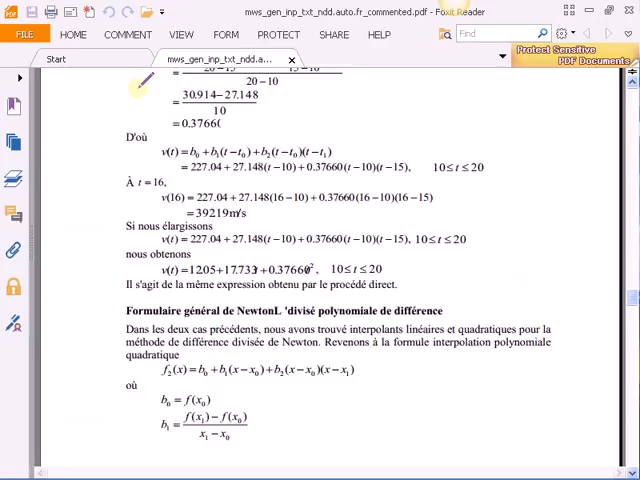 mws_gen_inp_txt_ndd.auto.fr_commented.pdf - Foxit Reader
FILE HOME COMMENT VIEW FORM PROTECT SHARE HELP Find
Start mws_gen_inp_txt_ndd.a... Protect Sensitive
PDF Documents
= 20−10
= 30.914−27.148
10
= 0.37660
D'où
v(t) = b₀ + b₁(t−t₀) + b₂(t−t₀)(t−t₁)
= 227.04 + 27.148(t−10) + 0.37660(t−10)(t−15), 10 ≤ t ≤ 20
À t = 16,
v(16) = 227.04 + 27.148(16−10) + 0.37660(16−10)(16−15)
= 39219m/s
Si nous élargissons
v(t) = 227.04 + 27.148(t−10) + 0.37660(t−10)(t−15), 10 ≤ t ≤ 20
nous obtenons
v(t) = 12.05 + 17.733t + 0.37660t², 10 ≤ t ≤ 20
Il s'agit de la même expression obtenu par le procédé direct.
Formulaire général de NewtonL 'divisé polynomiale de différence
Dans les deux cas précédents, nous avons trouvé interpolants linéaires et quadratiques pour la
méthode de différence divisée de Newton. Revenons à la formule interpolation polynomiale
quadratique
f₂(x) = b₀ + b₁(x−x₀) + b₂(x−x₀)(x−x₁)
où
b₀ = f(x₀)
b₁ = f(x₁) − f(x₀)
x₁ − x₀